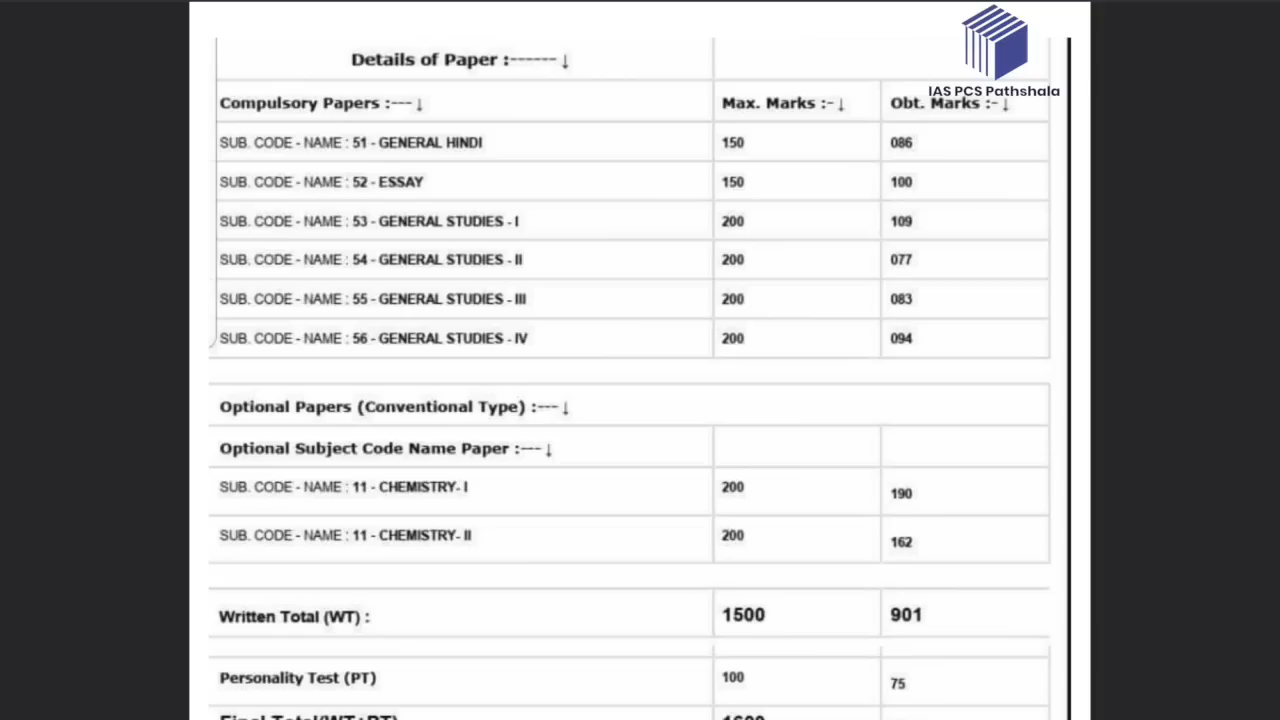 IAS PCS Pathshala
Details of Paper :------ ↓
Compulsory Papers :--- ↓ Max. Marks :- ↓ Obt. Marks :- ↓
SUB. CODE - NAME : 51 - GENERAL HINDI 150 086
SUB. CODE - NAME : 52 - ESSAY 150 100
SUB. CODE - NAME : 53 - GENERAL STUDIES - I 200 109
SUB. CODE - NAME : 54 - GENERAL STUDIES - II 200 077
SUB. CODE - NAME : 55 - GENERAL STUDIES - III 200 083
SUB. CODE - NAME : 56 - GENERAL STUDIES - IV 200 094
Optional Papers (Conventional Type) :--- ↓
Optional Subject Code Name Paper :--- ↓
SUB. CODE - NAME : 11 - CHEMISTRY- I 200 190
SUB. CODE - NAME : 11 - CHEMISTRY- II 200 162
Written Total (WT) : 1500 901
Personality Test (PT) 100 75
Final Total(WT+PT) 1600